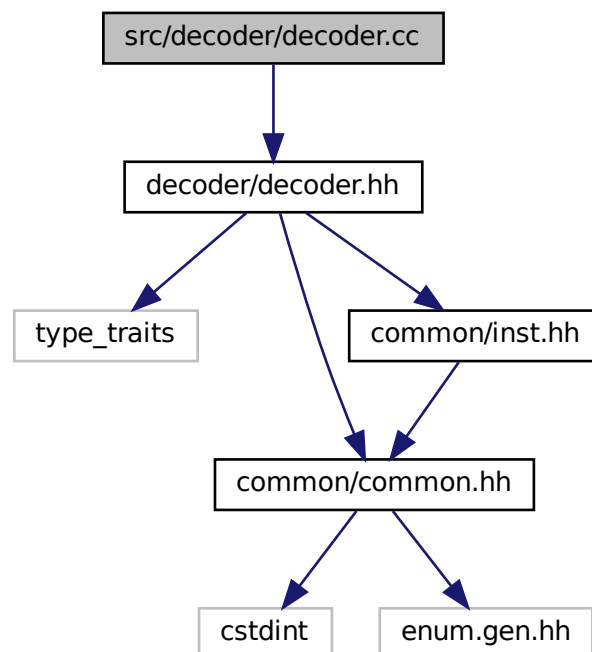 src/decoder/decoder.cc
decoder/decoder.hh
type_traits
common/inst.hh
common/common.hh
cstdint
enum.gen.hh